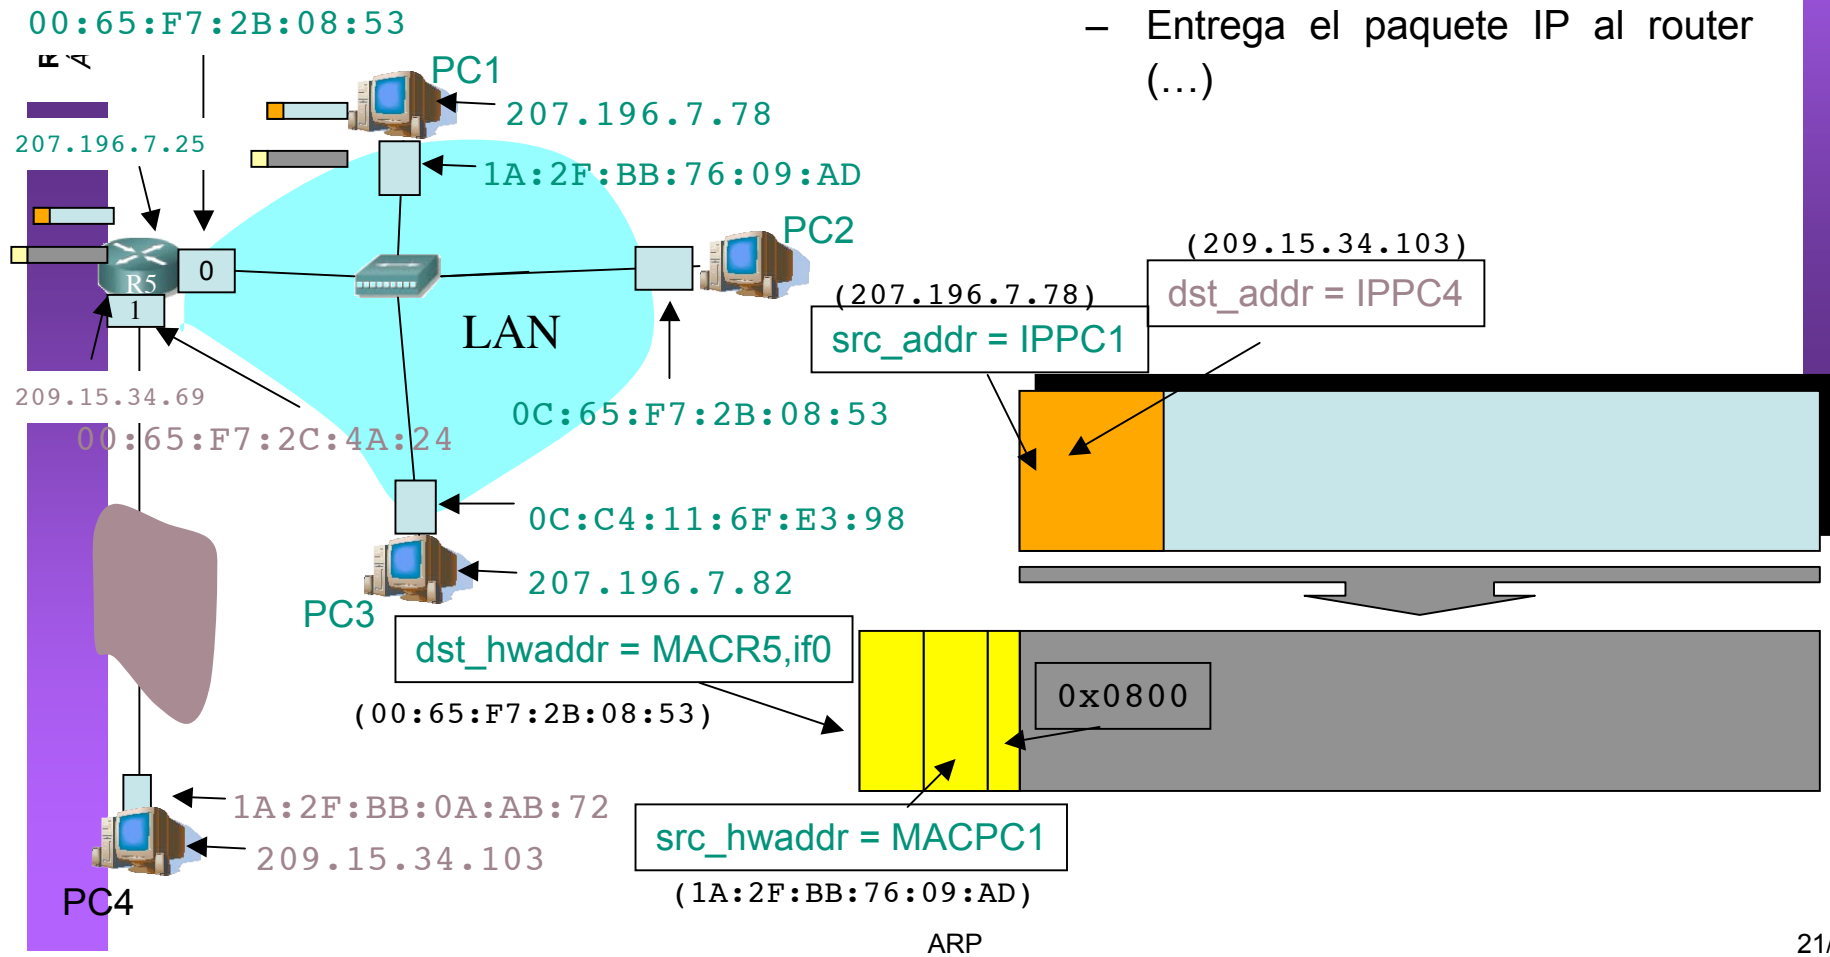 00:65:F7:2B:08:53
– Entrega el paquete IP al router
(...)
PC1
207.196.7.78
207.196.7.25
1A:2F:BB:76:09:AD
PC2
(209.15.34.103)
dst_addr = IPPC4
(207.196.7.78)
src_addr = IPPC1
R5
0
1
LAN
209.15.34.69
0C:65:F7:2B:08:53
00:65:F7:2C:4A:24
0C:C4:11:6F:E3:98
207.196.7.82
PC3
dst_hwaddr = MACR5,if0
(00:65:F7:2B:08:53)
0x0800
1A:2F:BB:0A:AB:72
209.15.34.103
PC4
src_hwaddr = MACPC1
(1A:2F:BB:76:09:AD)
ARP
21/